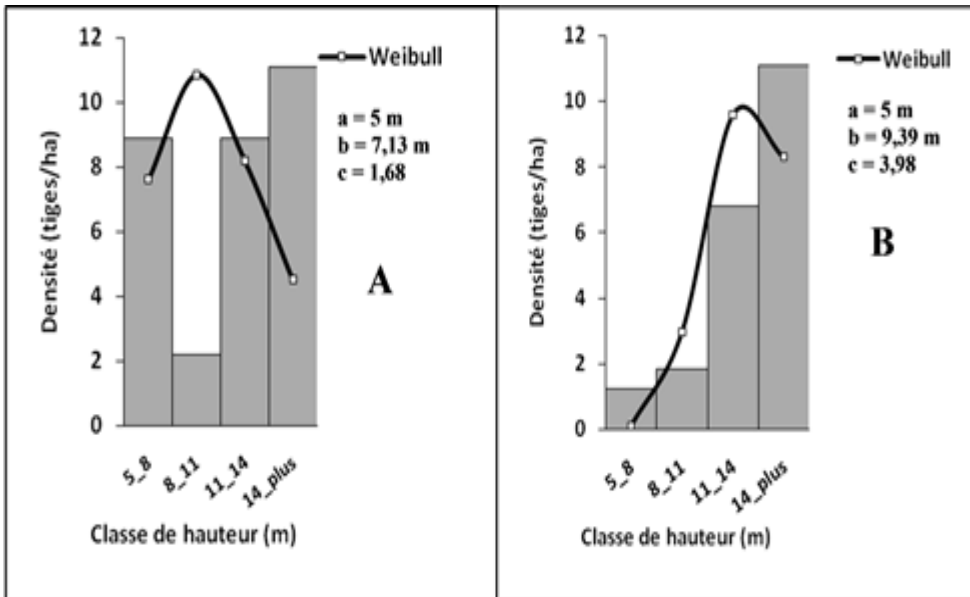 12
10
8
6
4
2
0
Densité (tiges/ha)
Weibull
a = 5 m
b = 7,13 m
c = 1,68
A
5_8
8_11
11_14
14_plus
Classe de hauteur (m)
12
10
8
6
4
2
0
Densité (tiges/ha)
Weibull
a = 5 m
b = 9,39 m
c = 3,98
B
5_8
8_11
11_14
14_plus
Classe de hauteur (m)